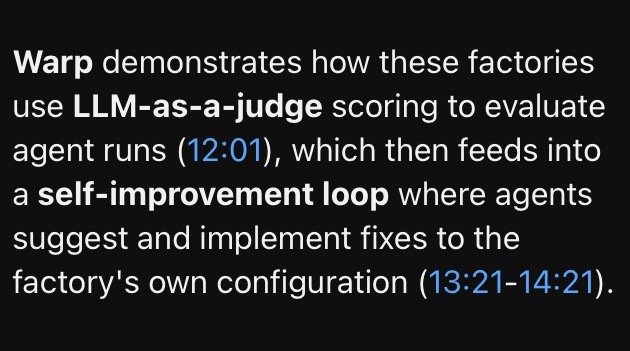 Warp demonstrates how these factories
use LLM-as-a-judge scoring to evaluate
agent runs (12:01), which then feeds into
a self-improvement loop where agents
suggest and implement fixes to the
factory's own configuration (13:21-14:21).